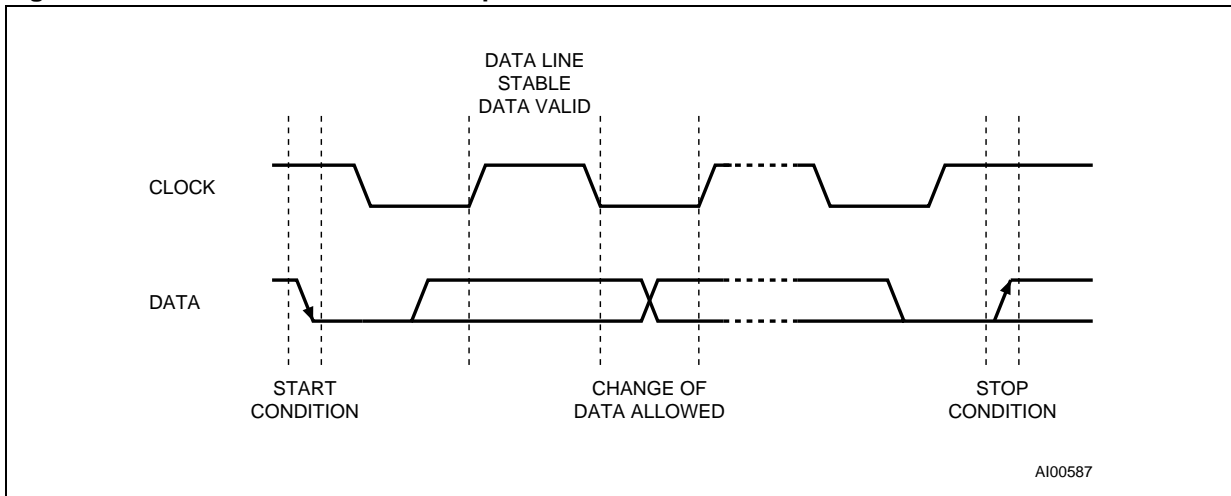 DATA LINE
STABLE
DATA VALID
CLOCK
DATA
START
CONDITION
CHANGE OF
DATA ALLOWED
STOP
CONDITION
AI00587